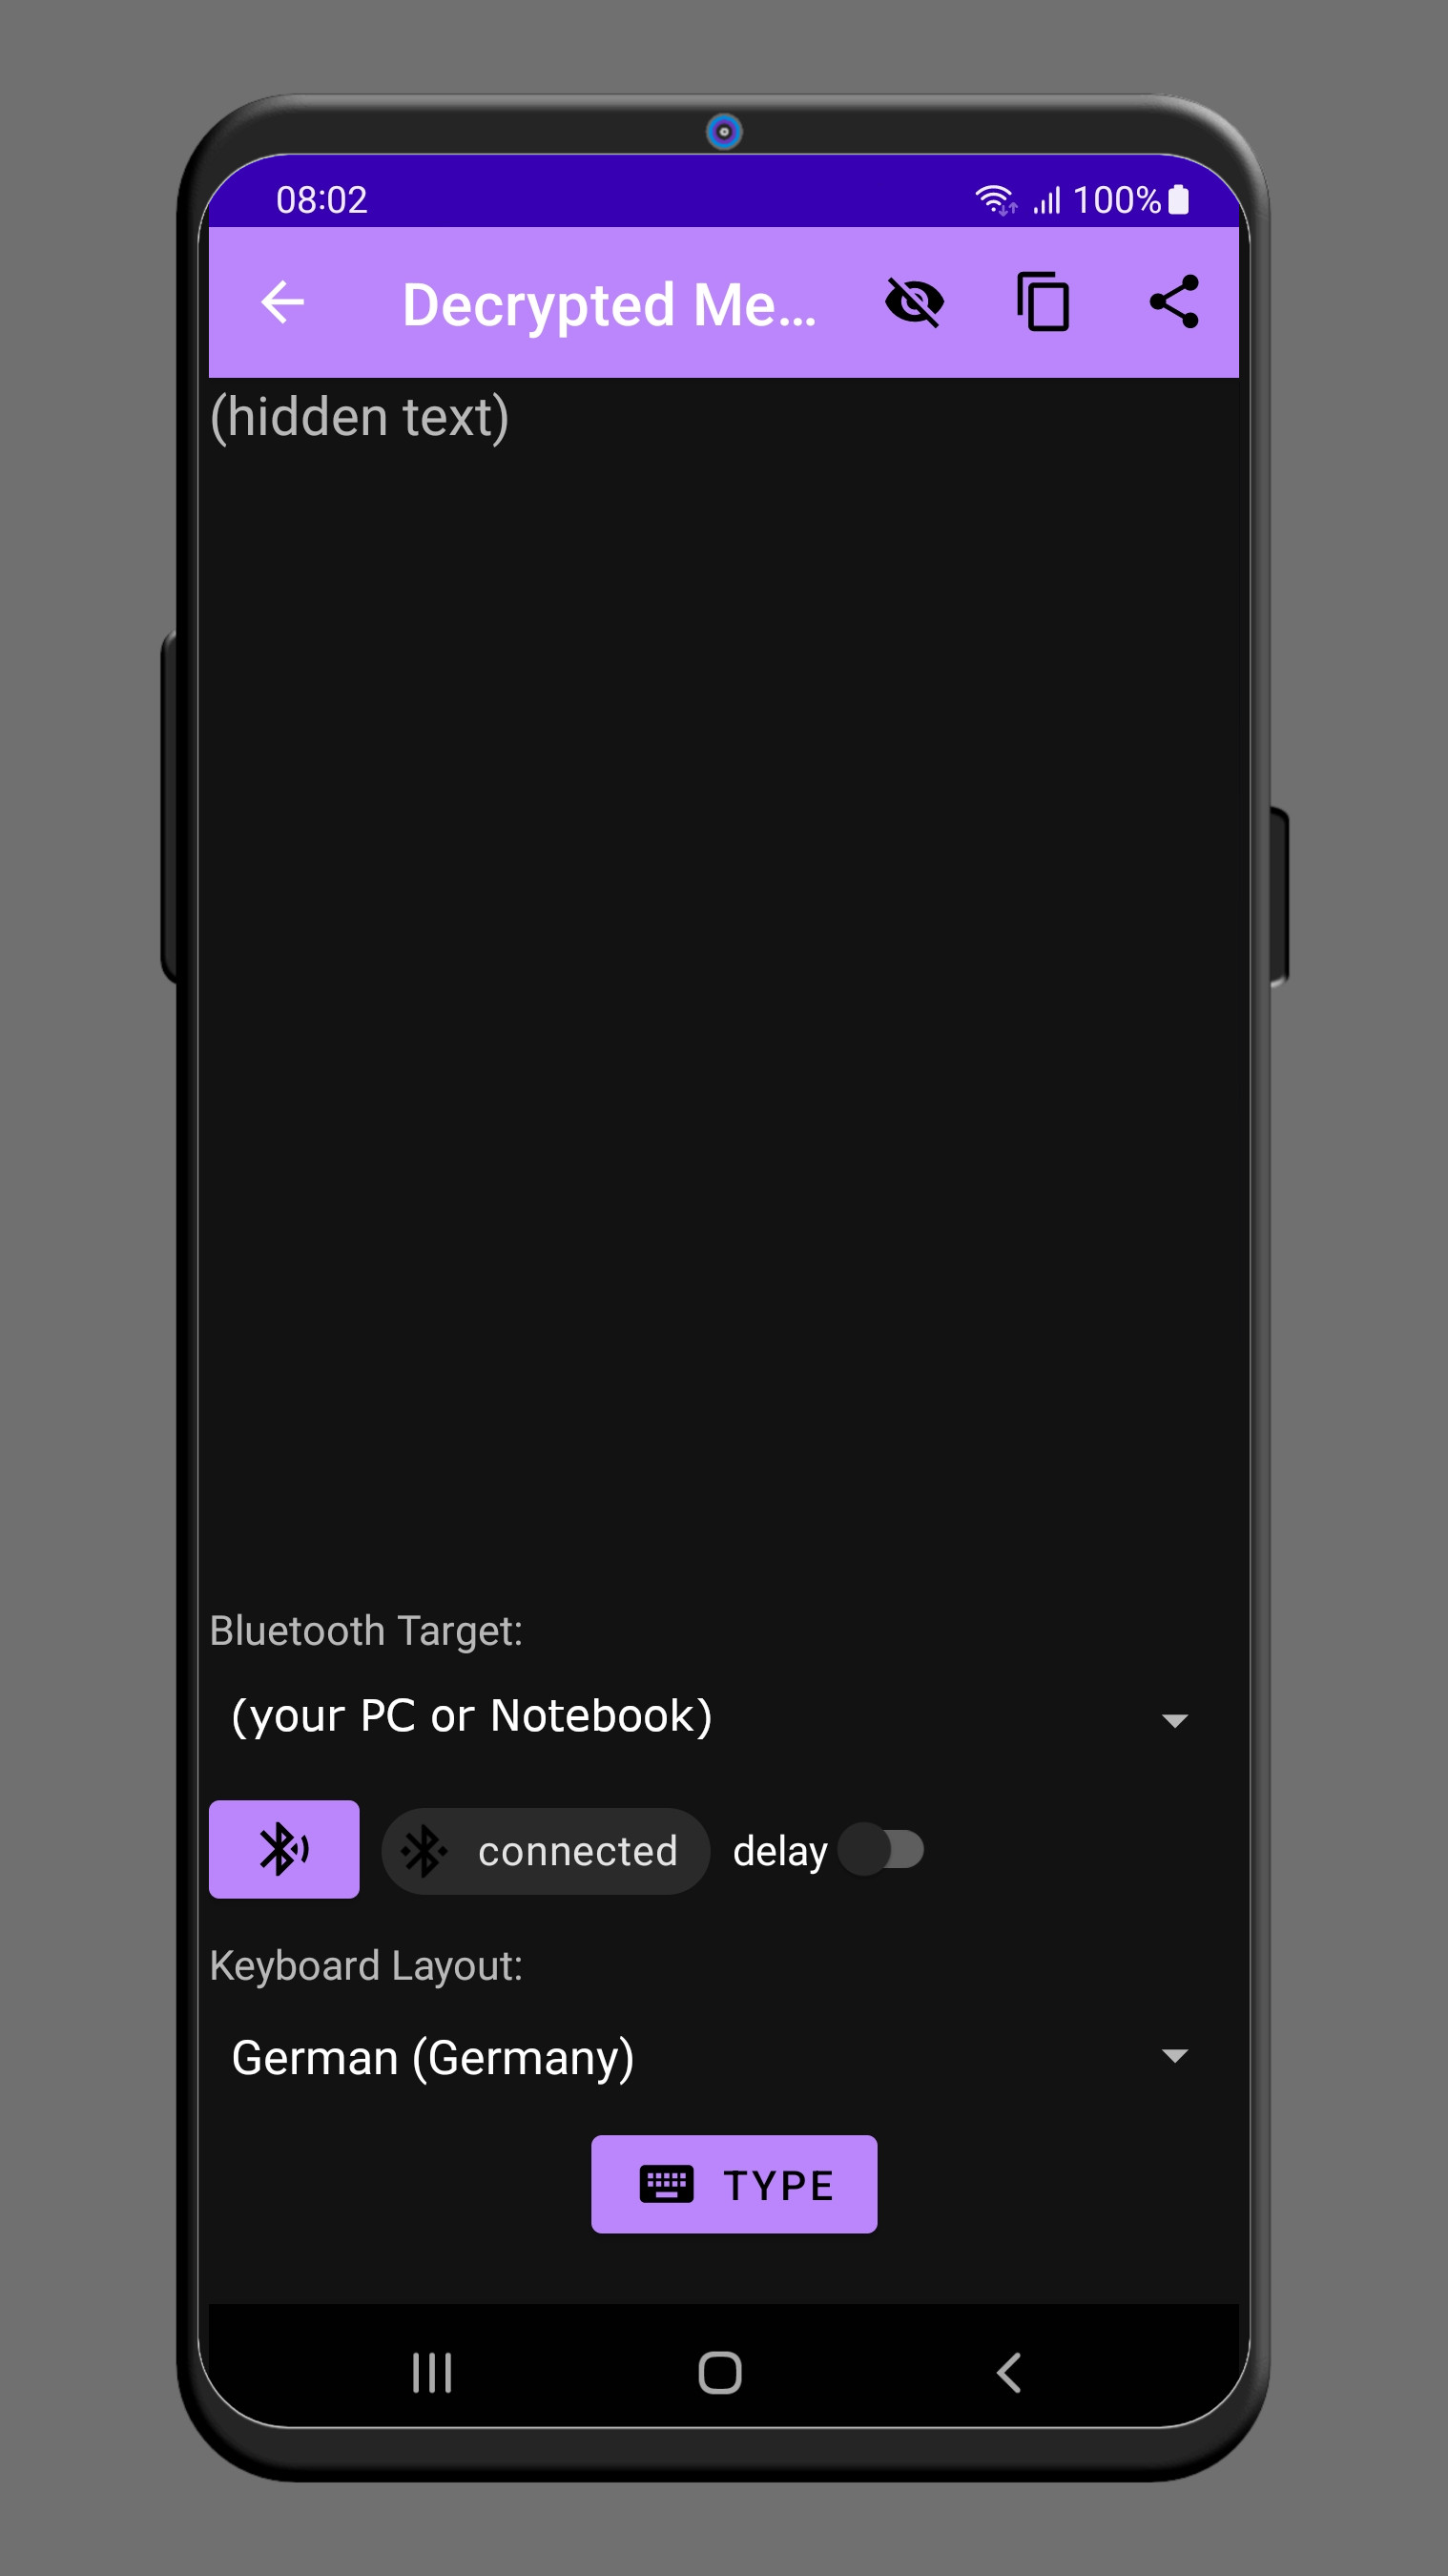 08:02
100%
Decrypted Me...
(hidden text)
Bluetooth Target:
(your PC or Notebook)
connected
delay
Keyboard Layout:
German (Germany)
TYPE